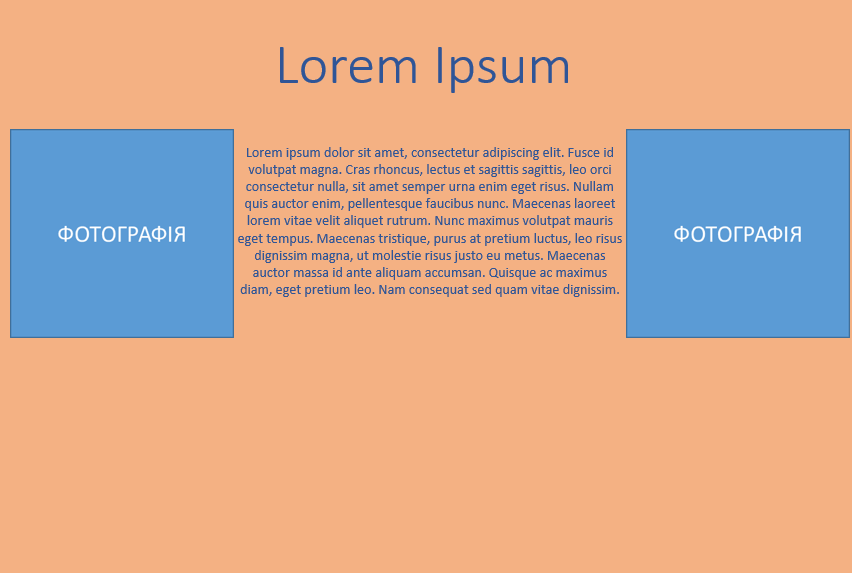 Lorem Ipsum
ФОТОГРАФІЯ
Lorem ipsum dolor sit amet, consectetur adipiscing elit. Fusce id
volutpat magna. Cras rhoncus, lectus et sagittis sagittis, leo orci
consectetur nulla, sit amet semper urna enim eget risus. Nullam
quis auctor enim, pellentesque faucibus nunc. Maecenas laoreet
lorem vitae velit aliquet rutrum. Nunc maximus volutpat mauris
eget tempus. Maecenas tristique, purus at pretium luctus, leo risus
dignissim magna, ut molestie risus justo eu metus. Maecenas
auctor massa id ante aliquam accumsan. Quisque ac maximus
diam, eget pretium leo. Nam consequat sed quam vitae dignissim.
ФОТОГРАФІЯ